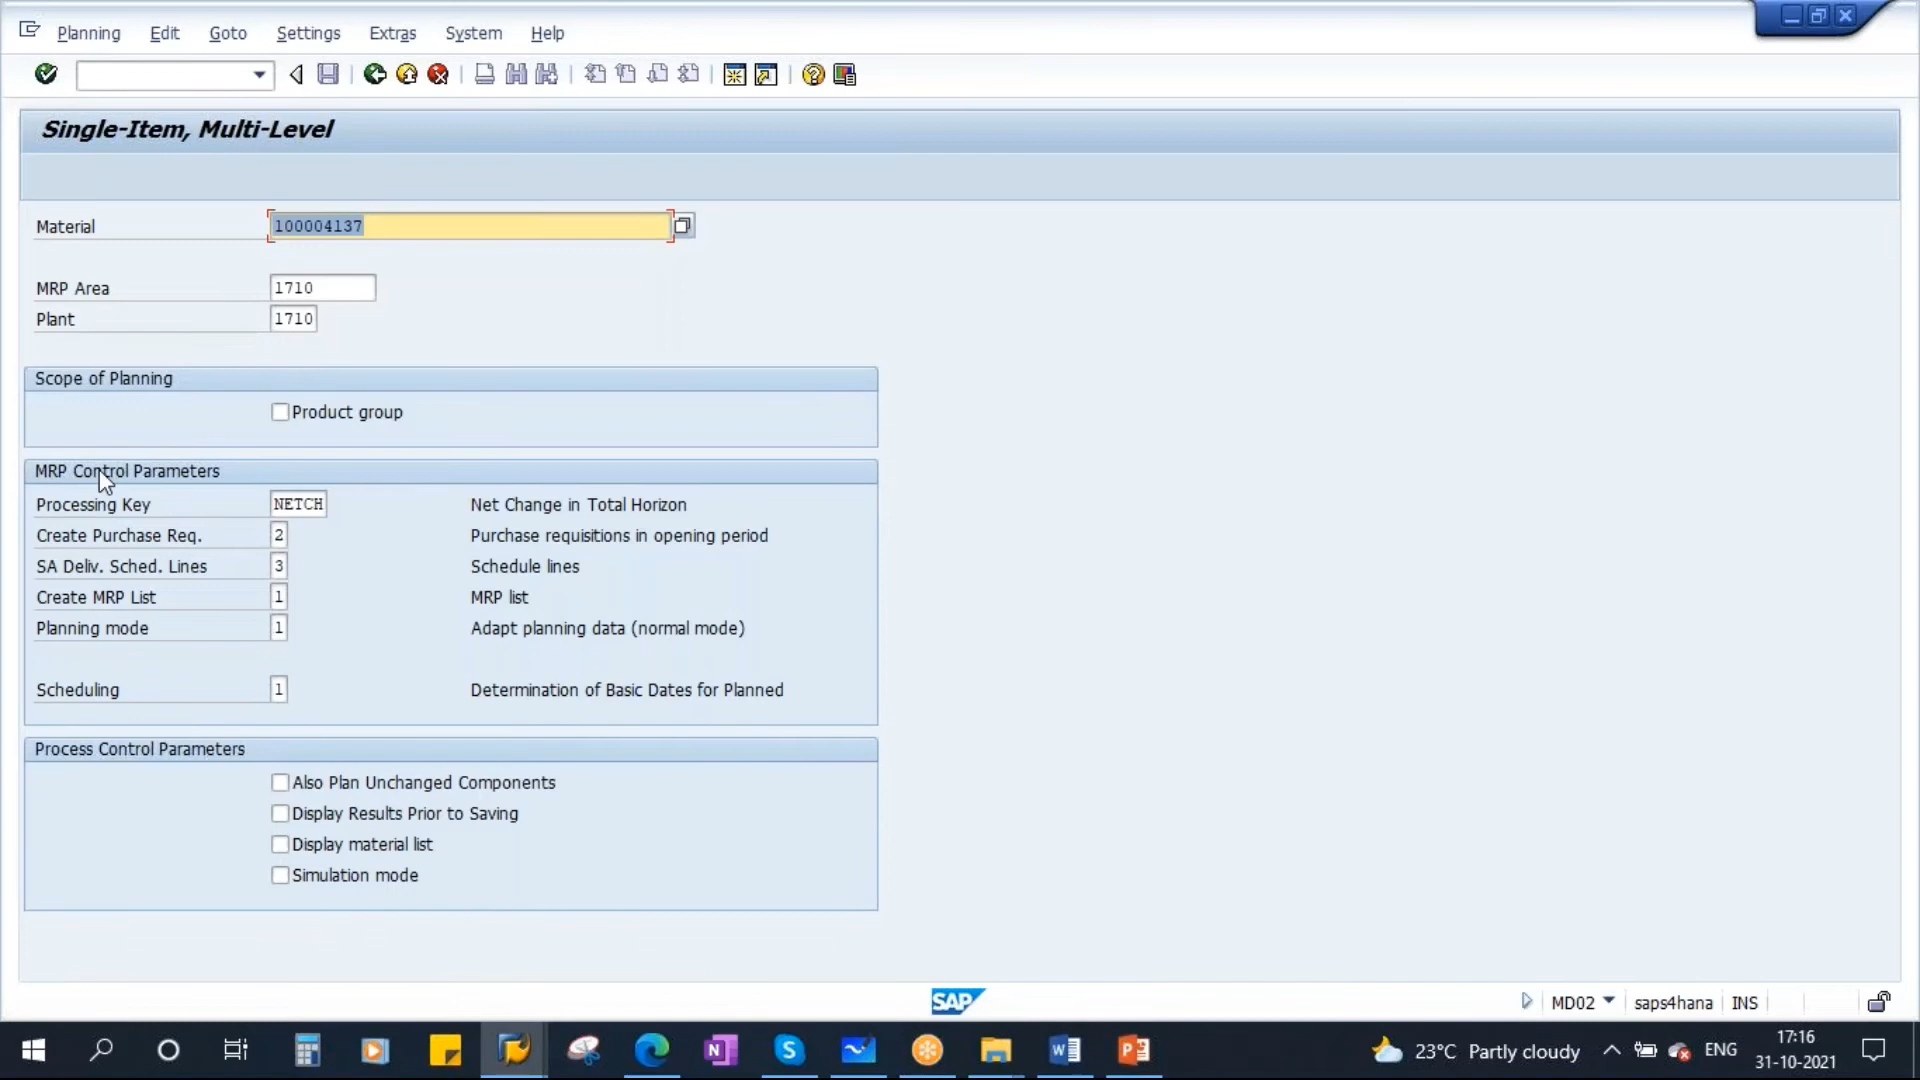 Planning Edit Goto Settings Extras System Help
Single-Item, Multi-Level
Material 100004137
MRP Area 1710
Plant 1710
Scope of Planning
Product group
MRP Control Parameters
Processing Key NETCH Net Change in Total Horizon
Create Purchase Req. 2 Purchase requisitions in opening period
SA Deliv. Sched. Lines 3 Schedule lines
Create MRP List 1 MRP list
Planning mode 1 Adapt planning data (normal mode)
Scheduling 1 Determination of Basic Dates for Planned
Process Control Parameters
Also Plan Unchanged Components
Display Results Prior to Saving
Display material list
Simulation mode
SAP MD02 saps4hana INS
23°C Partly cloudy ENG 17:16
31-10-2021